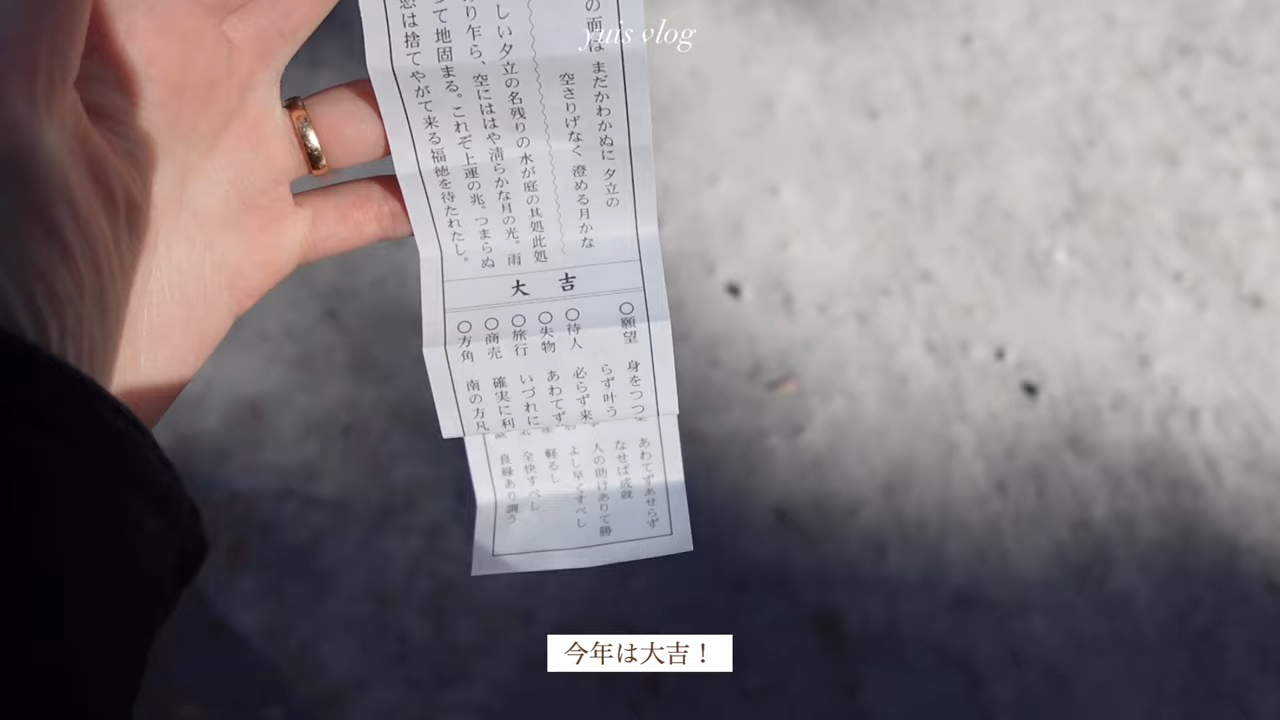 yuis vlog
の面は まだかわかぬに 夕立の
空さりげなく 澄める月かな
しい夕立の名残りの水が庭の其処此処
り乍ら、空にははや清らかな月の光。雨
って地固まる。これぞ上運の兆。つまらぬ
は捨てやがて来る福徳を待たれたし。
大吉
○願望 身をつつ
らず叶う
○待人 必らず来
○失物 あわてず
○旅行 いづれに
○商売 確実に利
○方角 南の方凡
あわてずあせらず
なせば成就
人の助けありて勝
よし早くすべし
軽るし
全快すべし
良縁あり調う
今年は大吉！